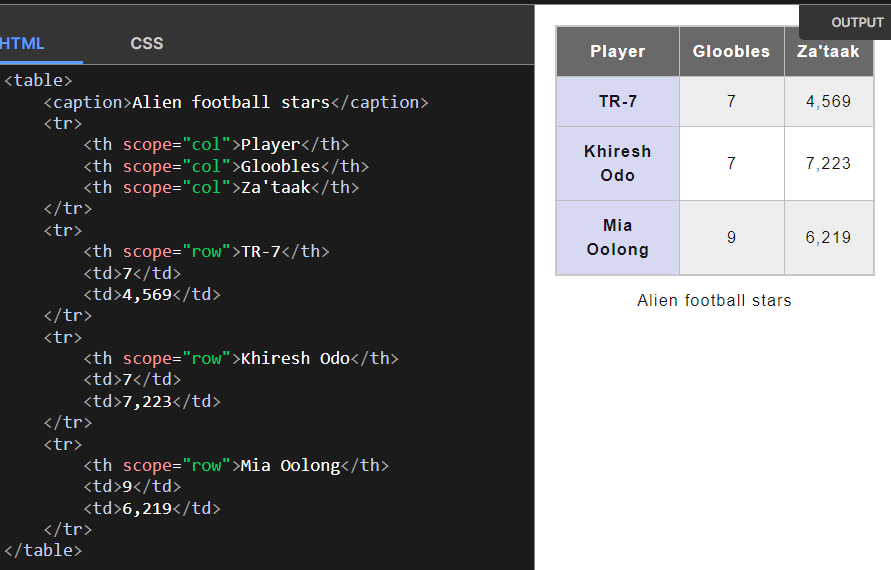 HTML CSS
<table>
<caption>Alien football stars</caption>
<tr>
<th scope="col">Player</th>
<th scope="col">Gloobles</th>
<th scope="col">Za'taak</th>
</tr>
<tr>
<th scope="row">TR-7</th>
<td>7</td>
<td>4,569</td>
</tr>
<tr>
<th scope="row">Khiresh Odo</th>
<td>7</td>
<td>7,223</td>
</tr>
<tr>
<th scope="row">Mia Oolong</th>
<td>9</td>
<td>6,219</td>
</tr>
</table>
OUTPUT
Player Gloobles Za'taak
TR-7 7 4,569
Khiresh
Odo 7 7,223
Mia
Oolong 9 6,219
Alien football stars